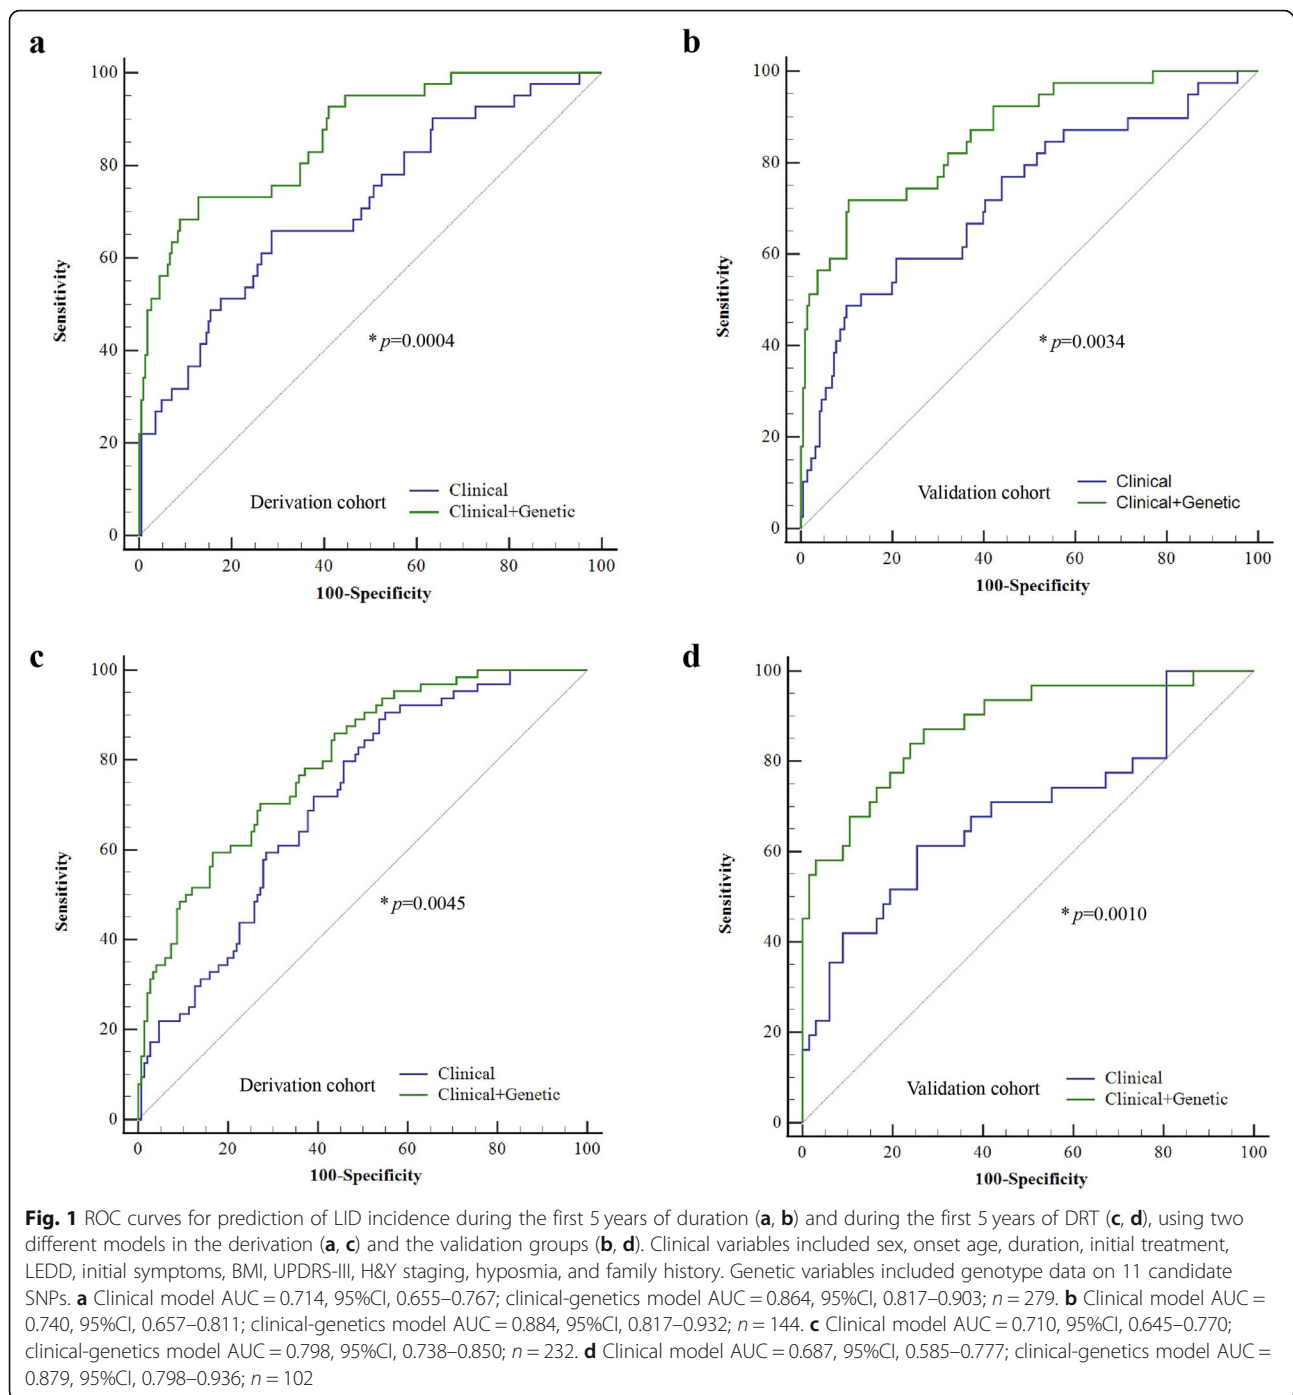 a
100
80
60
40
20
0
Sensitivity
* p=0.0004
Derivation cohort
Clinical
Clinical+Genetic
0 20 40 60 80 100
100-Specificity
b
100
80
60
40
20
0
Sensitivity
* p=0.0034
Validation cohort
Clinical
Clinical+Genetic
0 20 40 60 80 100
100-Specificity
c
100
80
60
40
20
0
Sensitivity
* p=0.0045
Derivation cohort
Clinical
Clinical+Genetic
0 20 40 60 80 100
100-Specificity
d
100
80
60
40
20
0
Sensitivity
* p=0.0010
Validation cohort
Clinical
Clinical+Genetic
0 20 40 60 80 100
100-Specificity
Fig. 1 ROC curves for prediction of LID incidence during the first 5 years of duration (a, b) and during the first 5 years of DRT (c, d), using two
different models in the derivation (a, c) and the validation groups (b, d). Clinical variables included sex, onset age, duration, initial treatment,
LEDD, initial symptoms, BMI, UPDRS-III, H&Y staging, hyposmia, and family history. Genetic variables included genotype data on 11 candidate
SNPs. a Clinical model AUC = 0.714, 95%CI, 0.655–0.767; clinical-genetics model AUC = 0.864, 95%CI, 0.817–0.903; n = 279. b Clinical model AUC =
0.740, 95%CI, 0.657–0.811; clinical-genetics model AUC = 0.884, 95%CI, 0.817–0.932; n = 144. c Clinical model AUC = 0.710, 95%CI, 0.645–0.770;
clinical-genetics model AUC = 0.798, 95%CI, 0.738–0.850; n = 232. d Clinical model AUC = 0.687, 95%CI, 0.585–0.777; clinical-genetics model AUC =
0.879, 95%CI, 0.798–0.936; n = 102